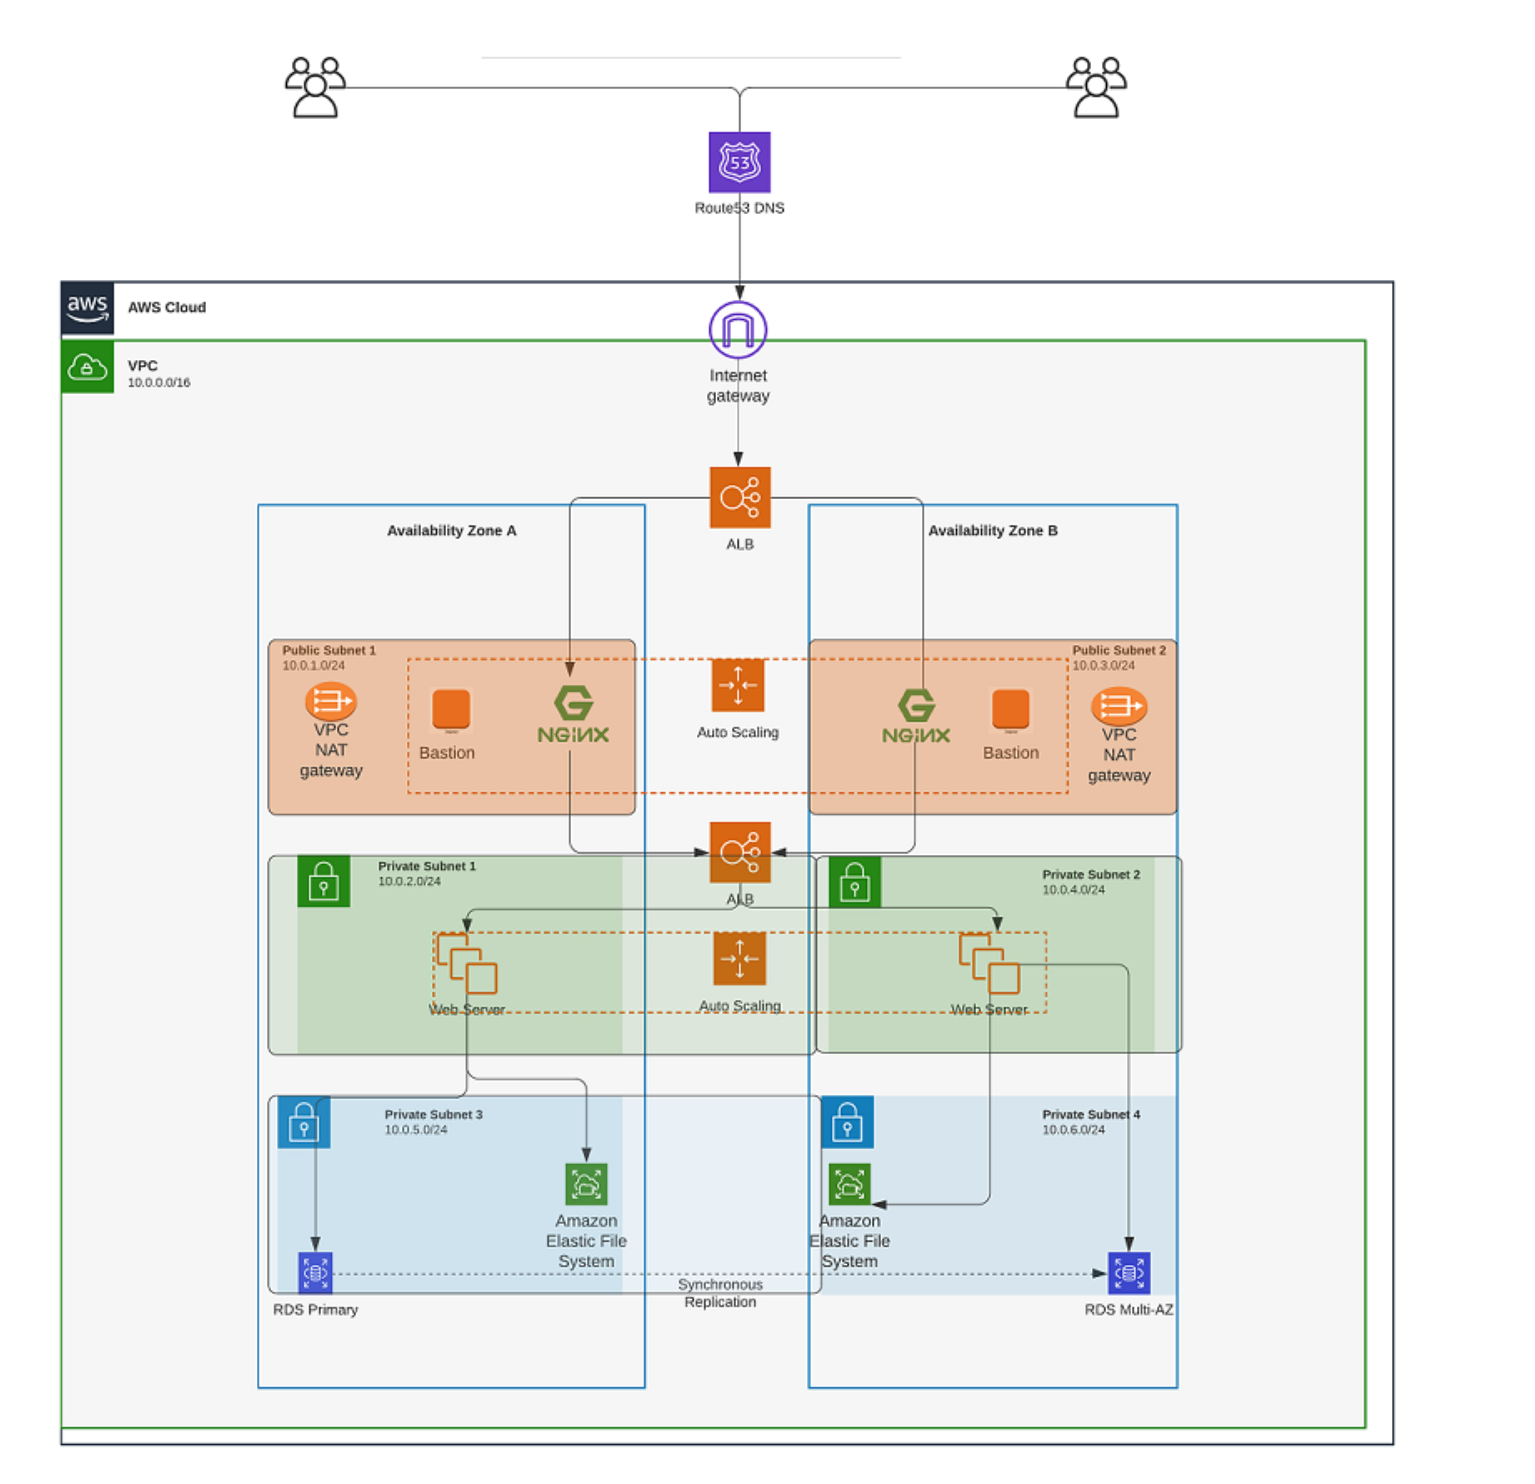 53
Route53 DNS
aws
AWS Cloud
VPC
10.0.0.0/16
Internet
gateway
ALB
Availability Zone A
Availability Zone B
Public Subnet 1
10.0.1.0/24
Public Subnet 2
10.0.3.0/24
VPC
NAT
gateway
Bastion
NGiNX
Auto Scaling
NGiNX
Bastion
VPC
NAT
gateway
ALB
Private Subnet 1
10.0.2.0/24
Private Subnet 2
10.0.4.0/24
Web Server
Auto Scaling
Web Server
Private Subnet 3
10.0.5.0/24
Private Subnet 4
10.0.6.0/24
Amazon
Elastic File
System
Amazon
Elastic File
System
Synchronous
Replication
RDS Primary
RDS Multi-AZ